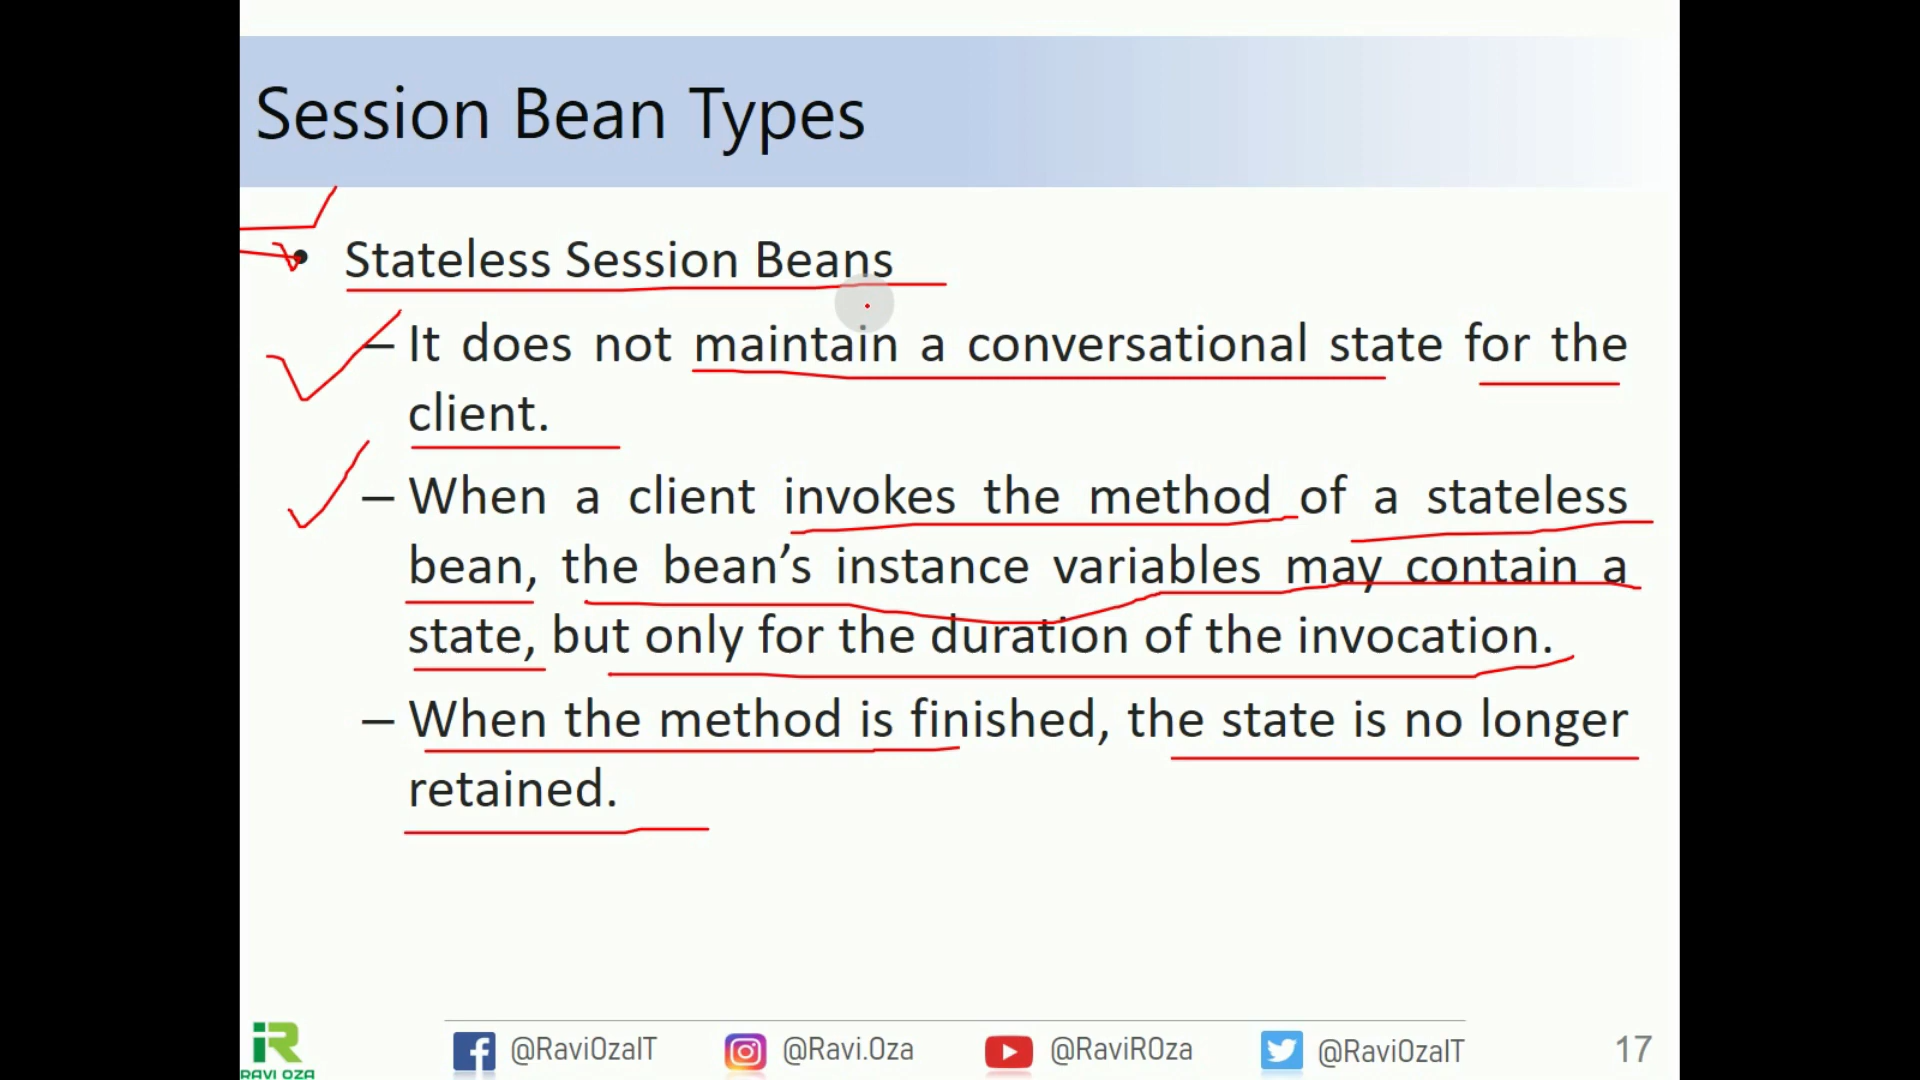 Session Bean Types
• Stateless Session Beans
– It does not maintain a conversational state for the
client.
– When a client invokes the method of a stateless
bean, the bean’s instance variables may contain a
state, but only for the duration of the invocation.
– When the method is finished, the state is no longer
retained.
iR
RAVI OZA
@RaviOzaIT
@Ravi.Oza
@RaviROza
@RaviOzaIT
17